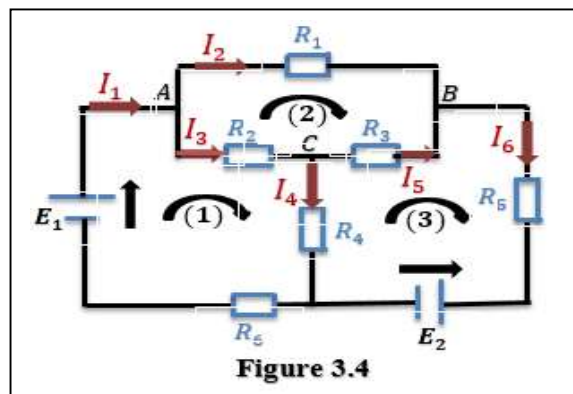 I₂
R₁
I₁
A
B
(2)
I₃
R₂
C
R₃
I₆
I₅
I₄
E₁
(1)
(3)
R₄
R₅
E₂
Figure 3.4